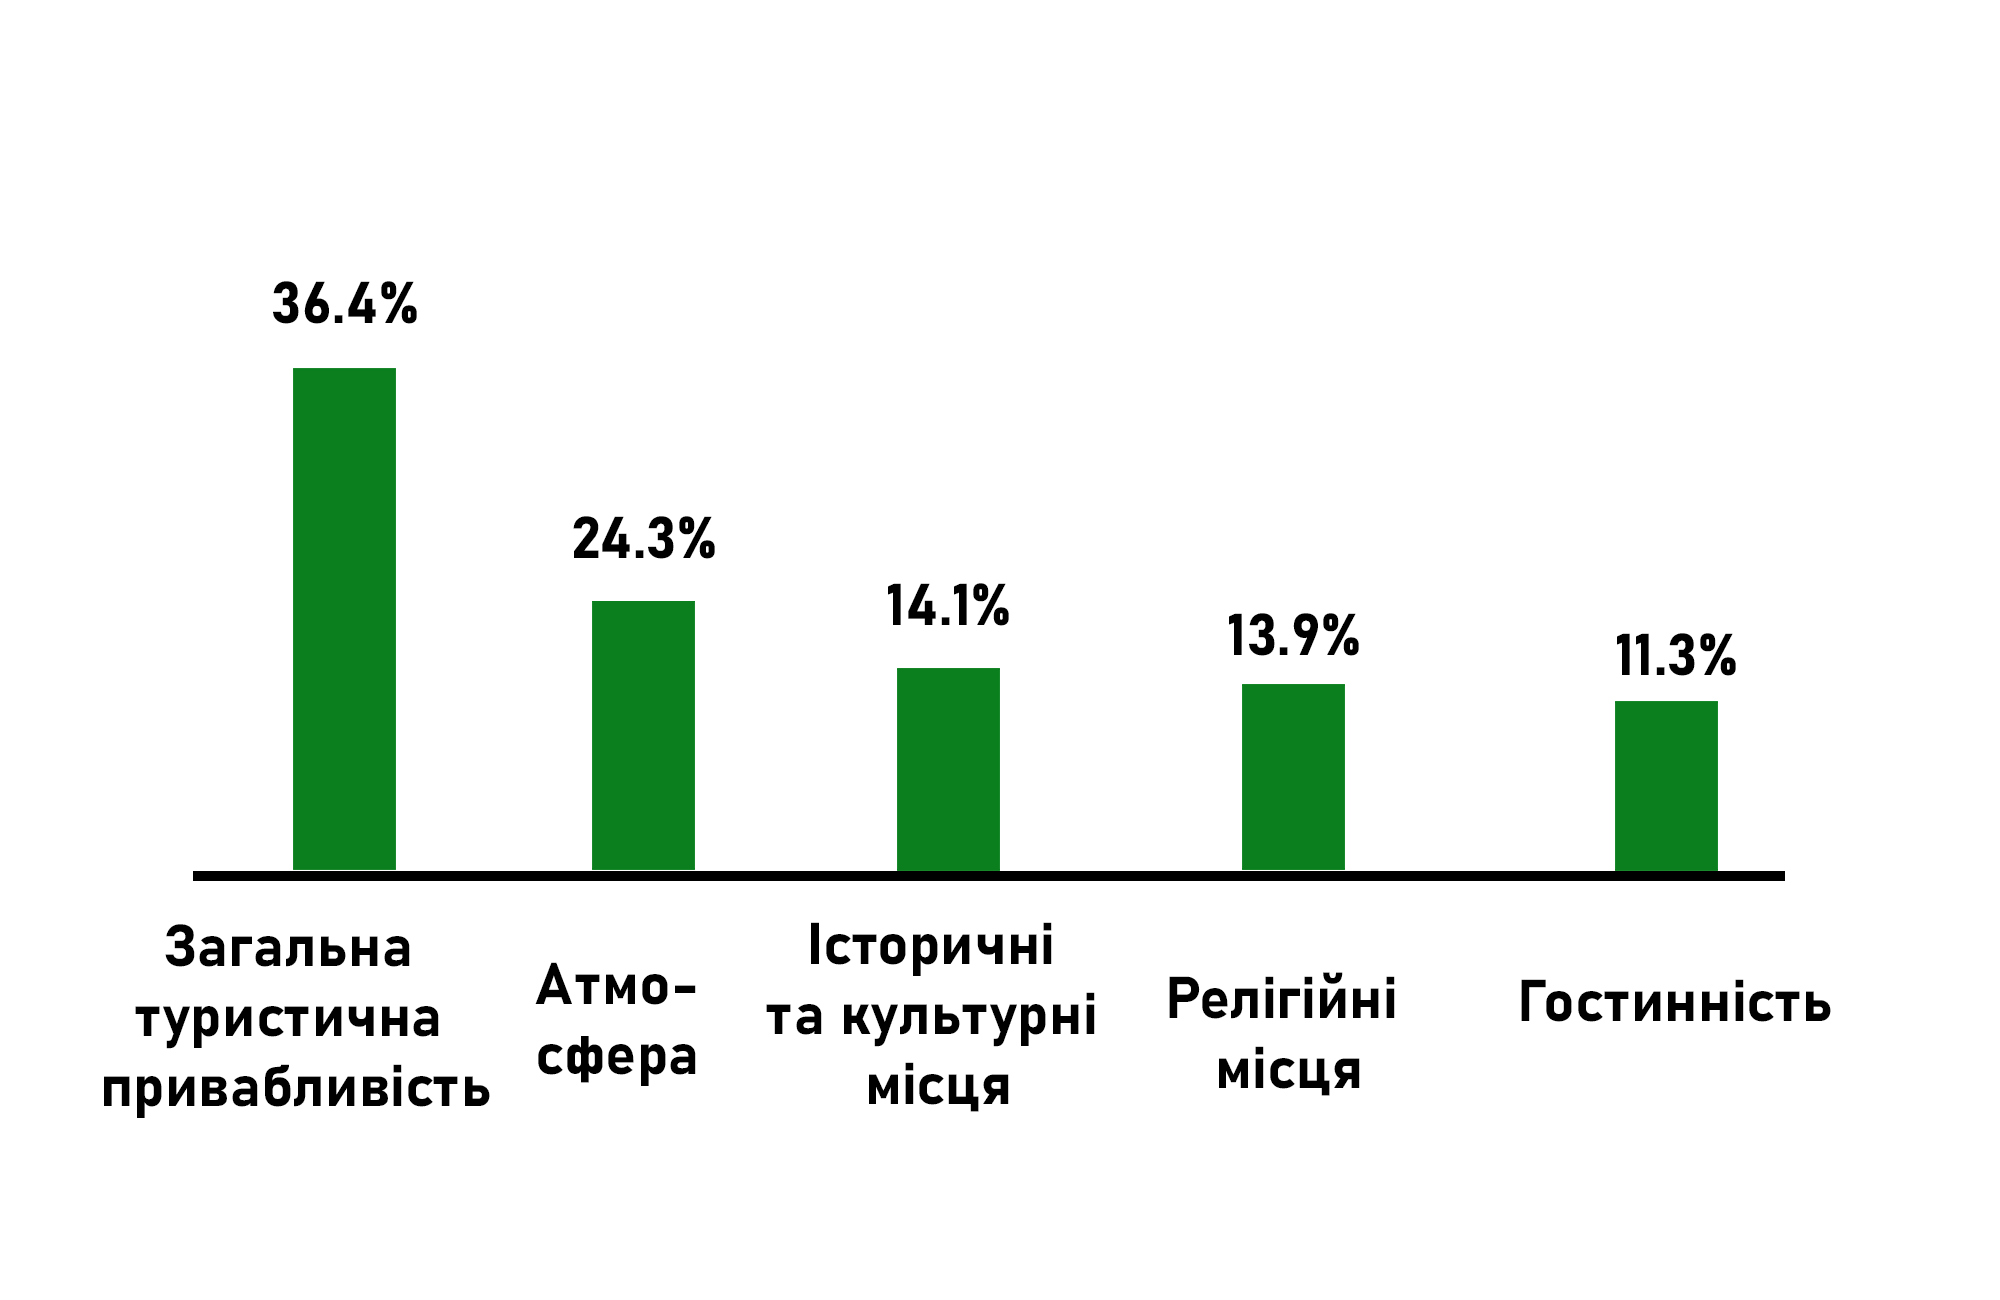 36.4%
24.3%
14.1%
13.9%
11.3%
Загальна
туристична
привабливість
Атмо-
сфера
Історичні
та культурні
місця
Релігійні
місця
Гостинність